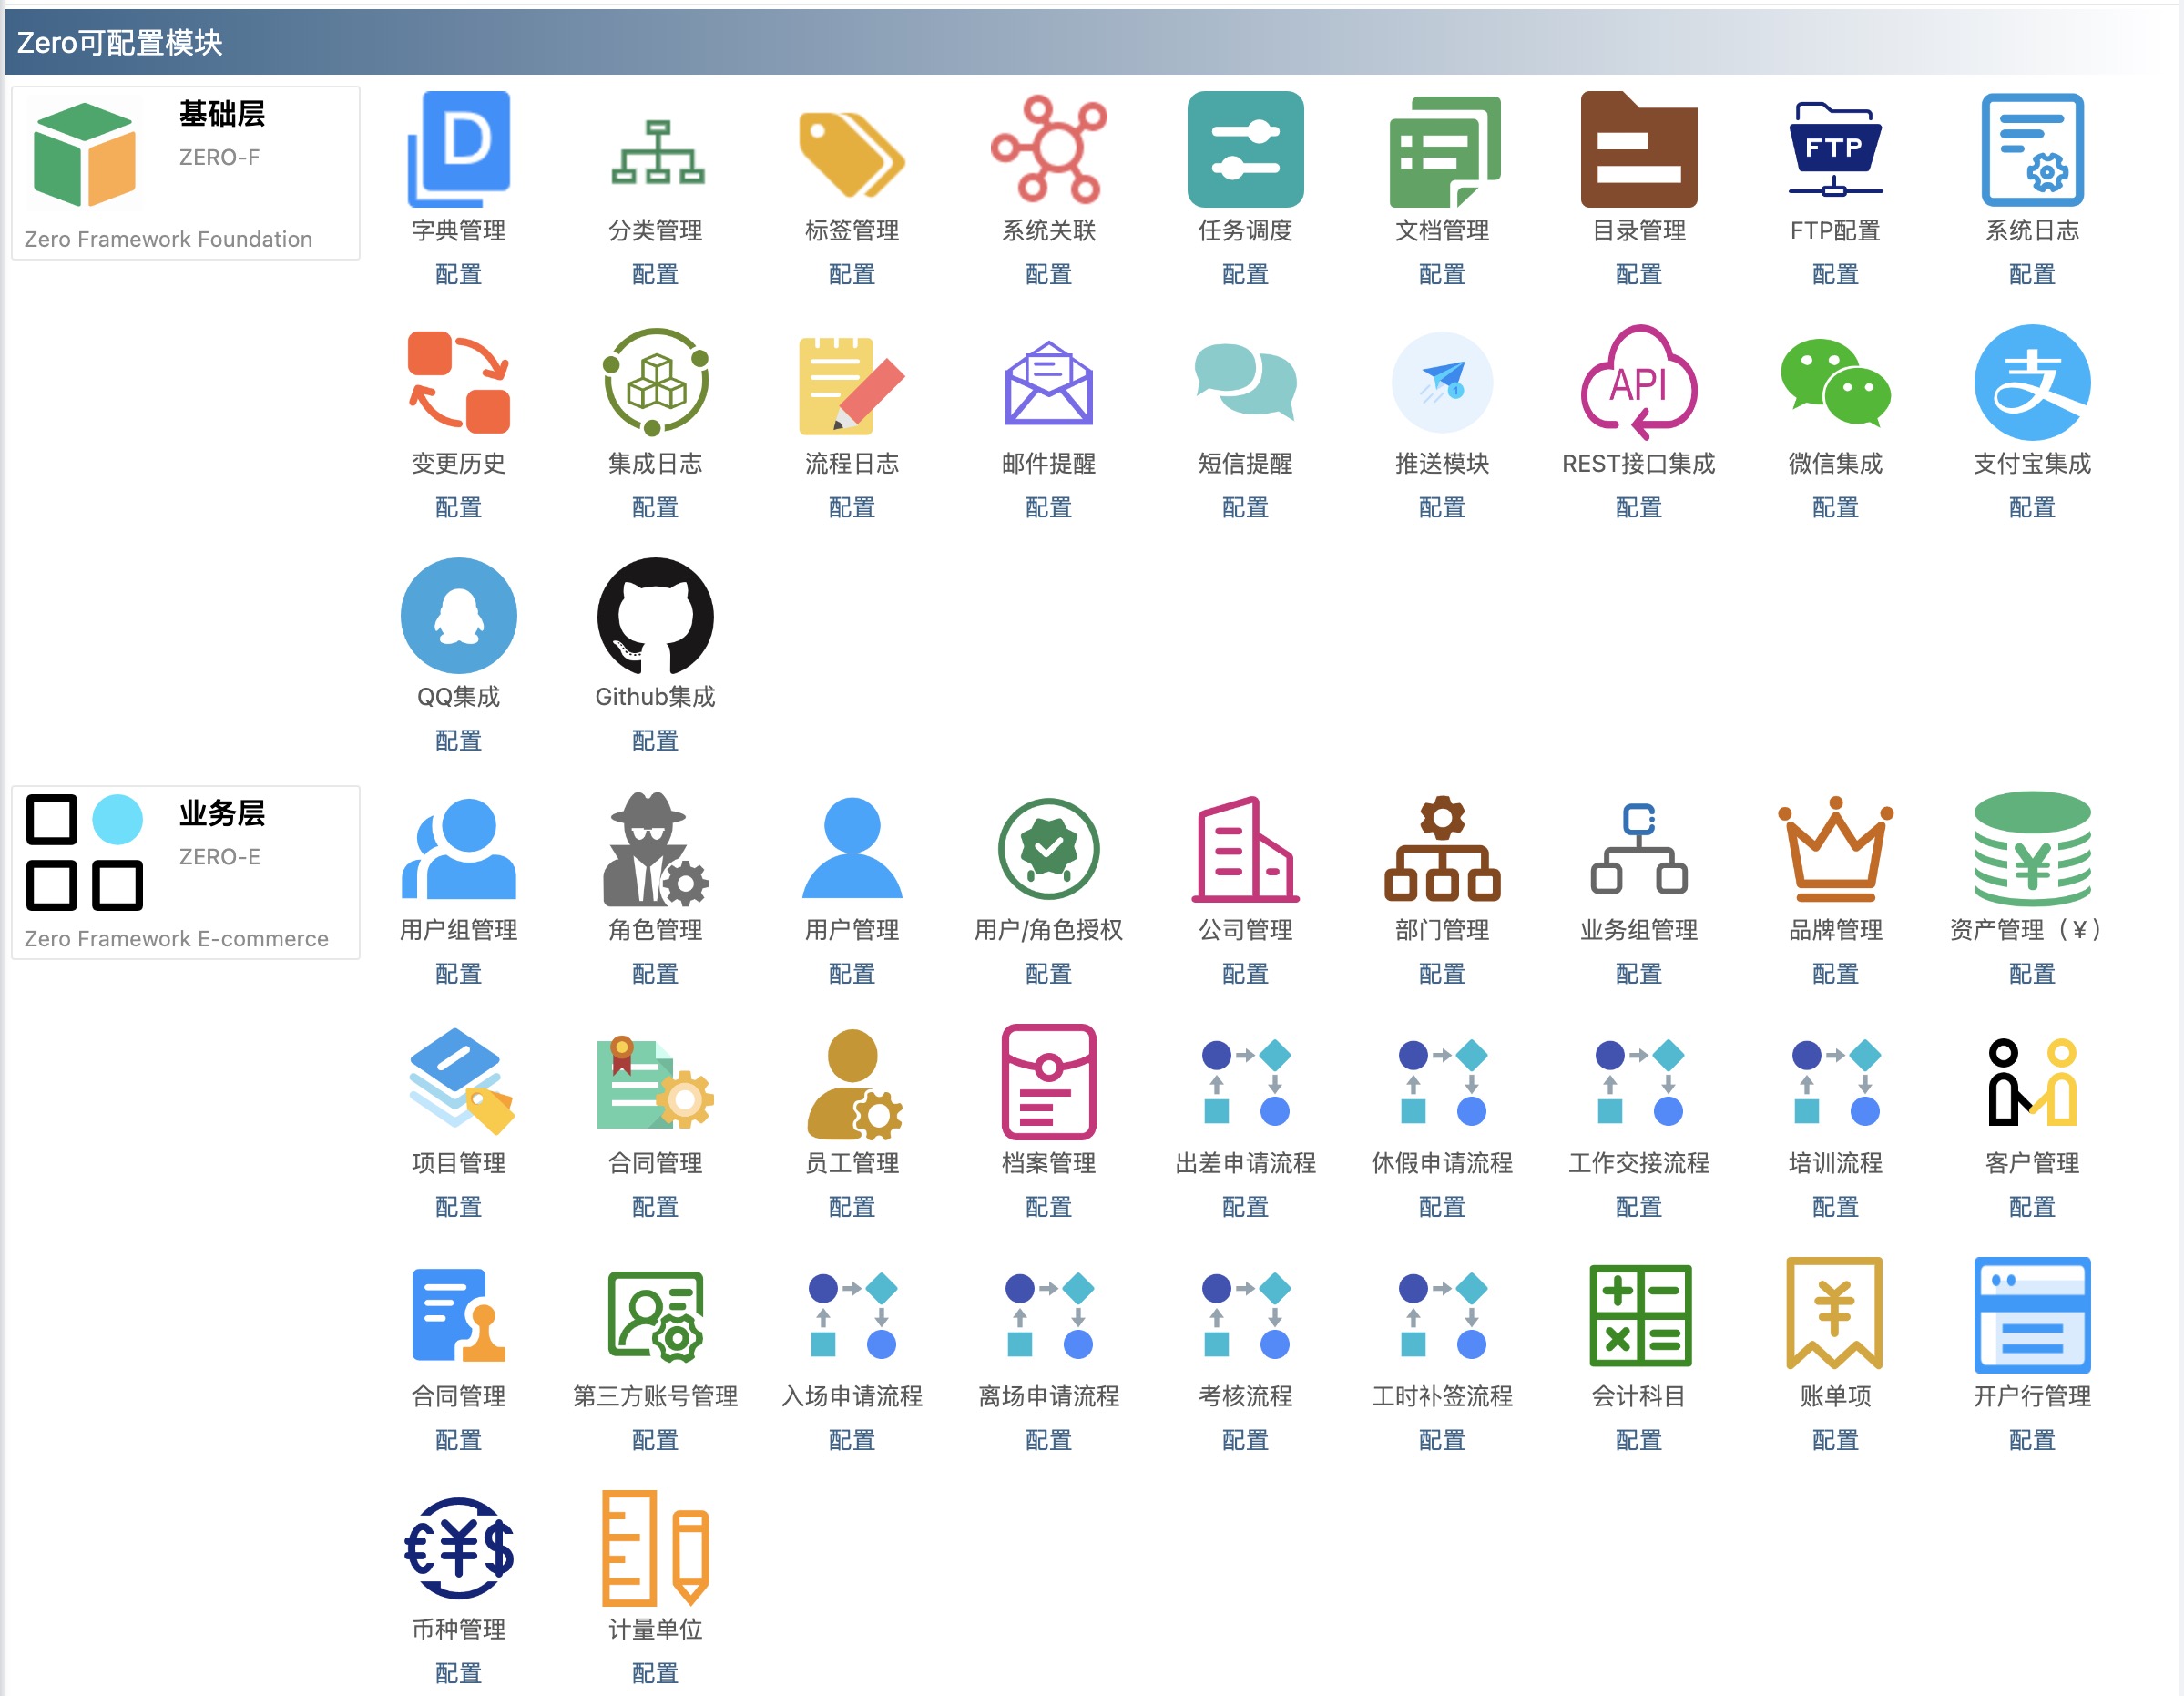 Zero可配置模块
基础层
ZERO-F
Zero Framework Foundation
D
FTP
字典管理 分类管理 标签管理 系统关联 任务调度 文档管理 目录管理 FTP配置 系统日志
配置 配置 配置 配置 配置 配置 配置 配置 配置
1
API
支
变更历史 集成日志 流程日志 邮件提醒 短信提醒 推送模块 REST接口集成 微信集成 支付宝集成
配置 配置 配置 配置 配置 配置 配置 配置 配置
QQ集成 Github集成
配置 配置
业务层
ZERO-E
Zero Framework E-commerce
¥
用户组管理 角色管理 用户管理 用户/角色授权 公司管理 部门管理 业务组管理 品牌管理 资产管理（¥）
配置 配置 配置 配置 配置 配置 配置 配置 配置
项目管理 合同管理 员工管理 档案管理 出差申请流程 休假申请流程 工作交接流程 培训流程 客户管理
配置 配置 配置 配置 配置 配置 配置 配置 配置
¥
合同管理 第三方账号管理 入场申请流程 离场申请流程 考核流程 工时补签流程 会计科目 账单项 开户行管理
配置 配置 配置 配置 配置 配置 配置 配置 配置
€¥$
币种管理 计量单位
配置 配置